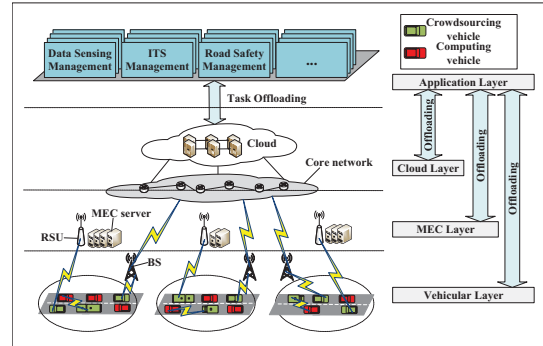 Data Sensing
Management
ITS
Management
Road Safety
Management
...
Crowdsourcing
vehicle
Computing
vehicle
Application Layer
Task Offloading
Cloud
Core network
Offloading
Offloading
Offloading
Cloud Layer
MEC server
RSU
MEC Layer
BS
Vehicular Layer